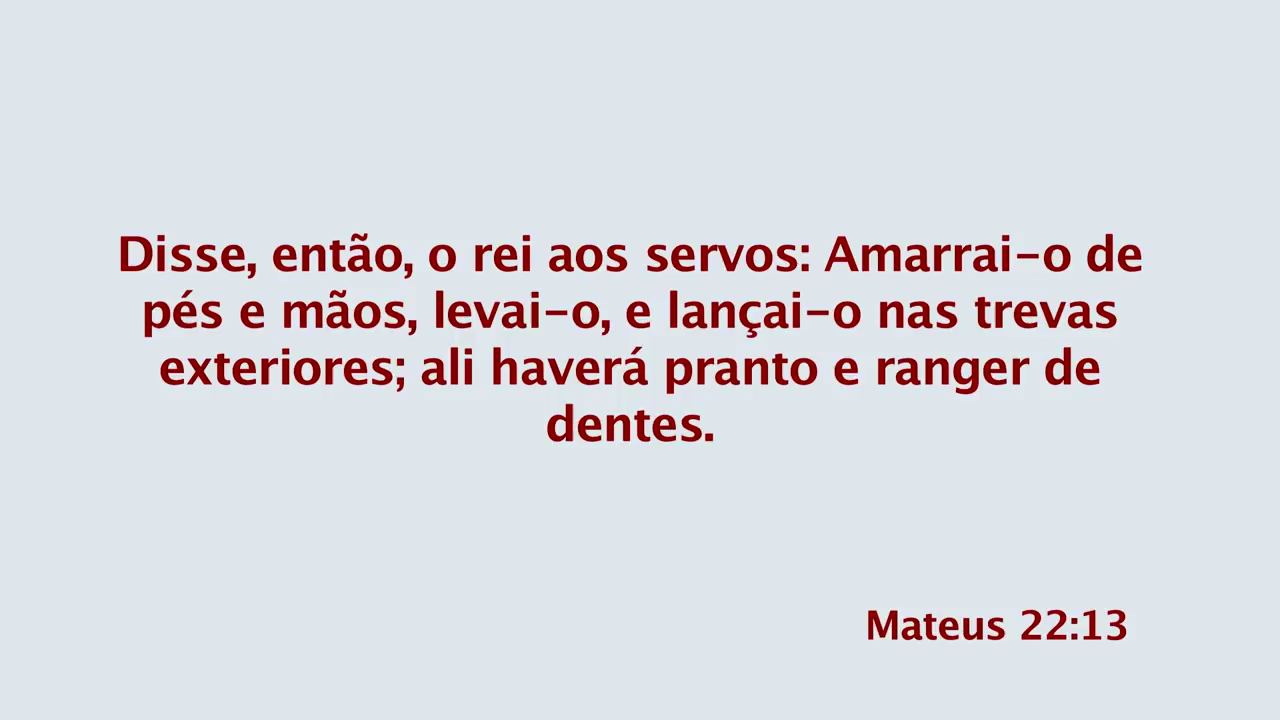 Disse, então, o rei aos servos: Amarrai-o de
pés e mãos, levai-o, e lançai-o nas trevas
exteriores; ali haverá pranto e ranger de
dentes.
Mateus 22:13